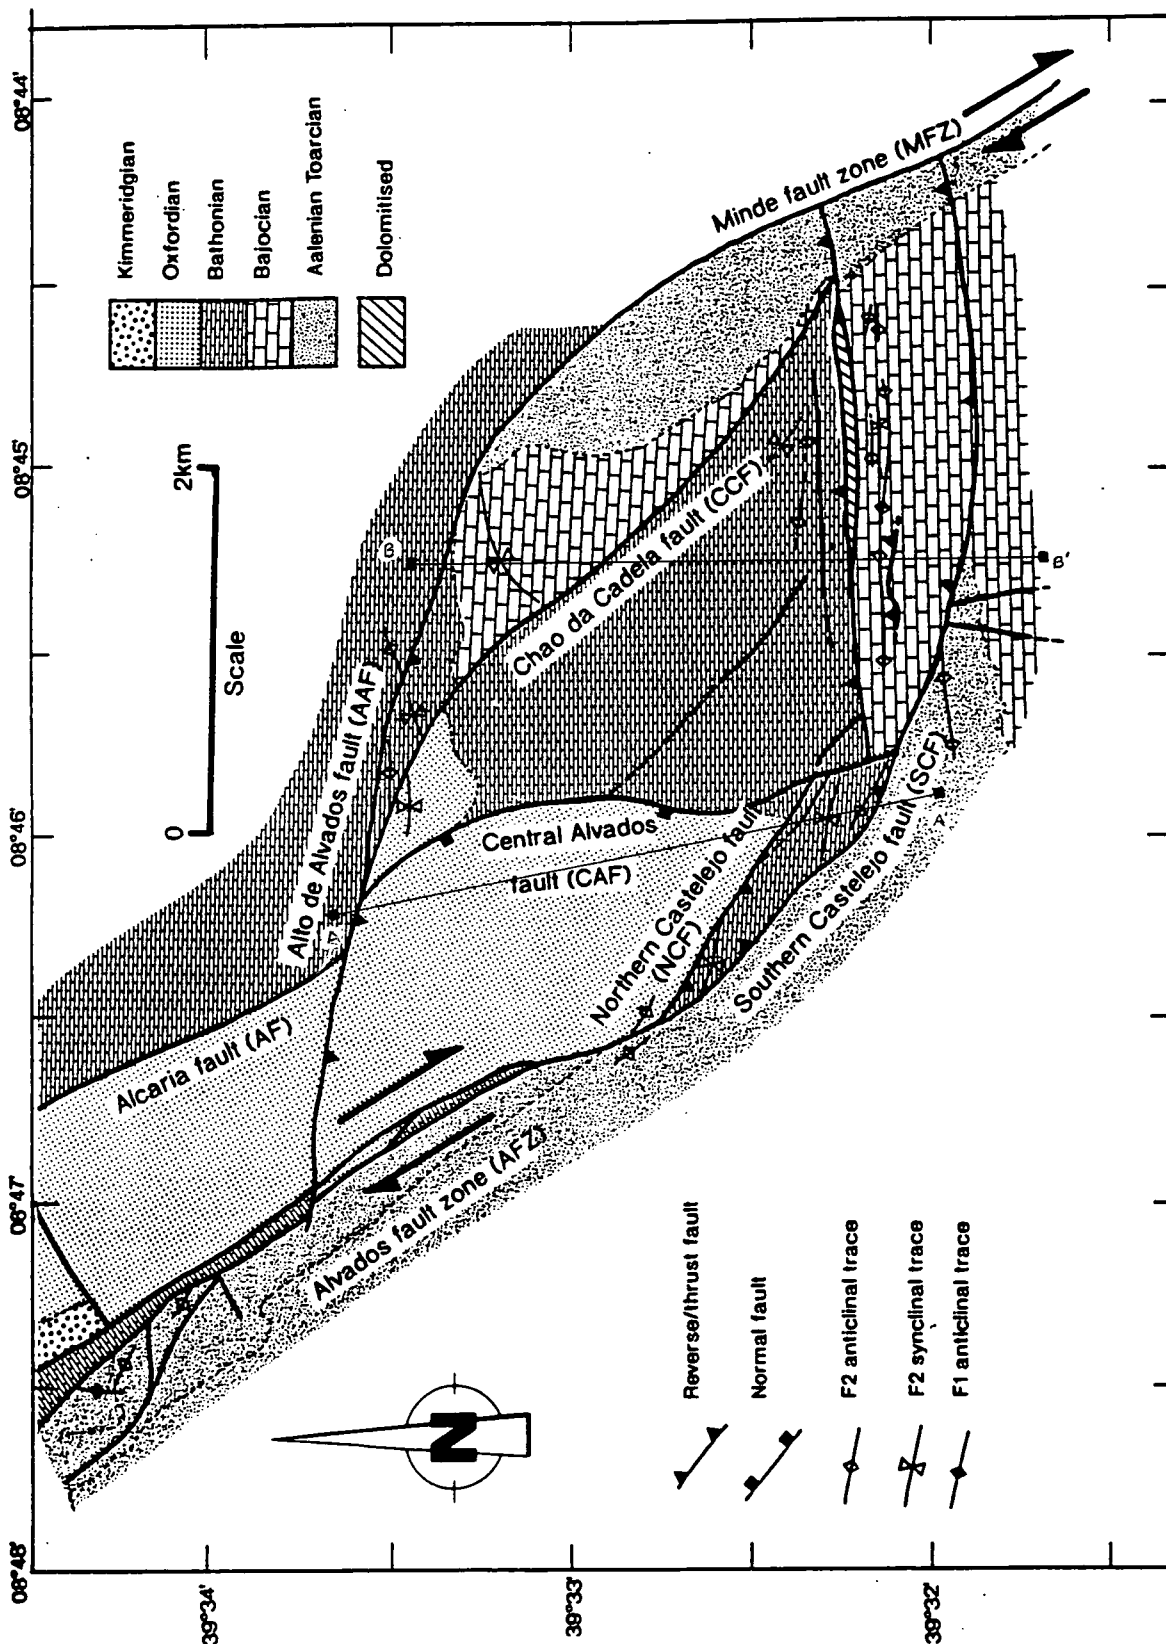 08°44'
08°45'
08°46'
08°47'
08°48'
39°34'
39°33'
39°32'
Kimmeridgian
Oxfordian
Bathonian
Bajocian
Aalenian Toarcian
Dolomitised
2km
0
Scale
Minde fault zone (MFZ)
Chao da Cadela fault (CCF)
Alto de Alvados fault (AAF)
Central Alvados
fault (CAF)
Northern Castelejo fault
(NCF)
Southern Castelejo fault (SCF)
Alcaria fault (AF)
Alvados fault zone (AFZ)
B
B'
N
Reverse/thrust fault
Normal fault
F2 anticlinal trace
F2 synclinal trace
F1 anticlinal trace